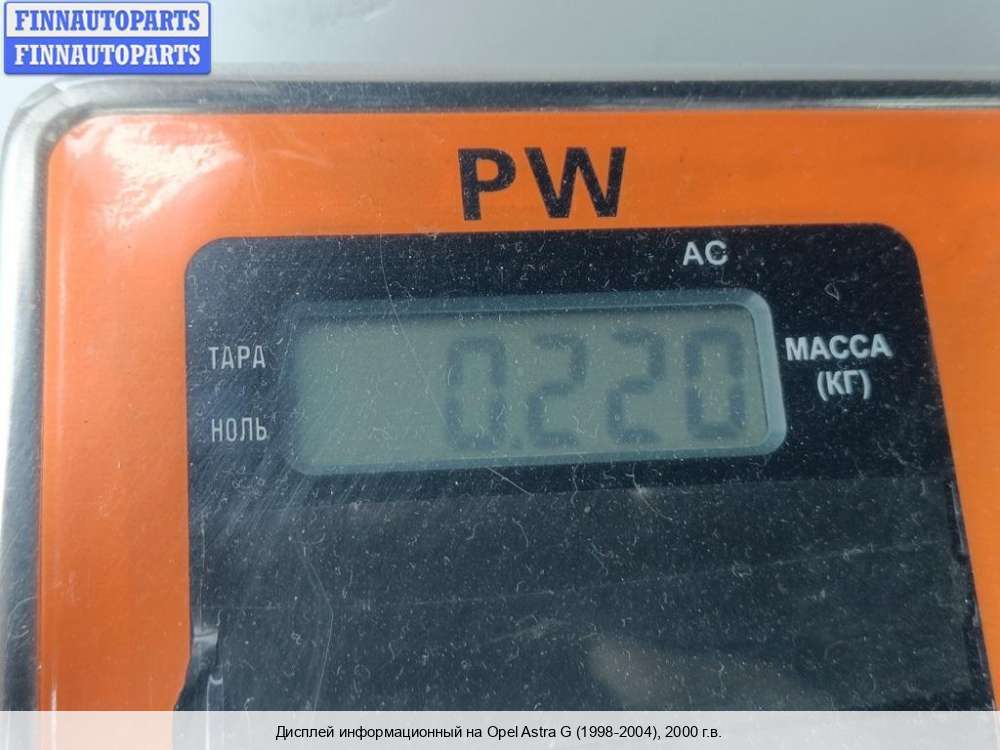 FINNAUTOPARTS
FINNAUTOPARTS
PW
AC
ТАРА
0.220
МАССА
(КГ)
НОЛЬ
Дисплей информационный на Opel Astra G (1998-2004), 2000 г.в.